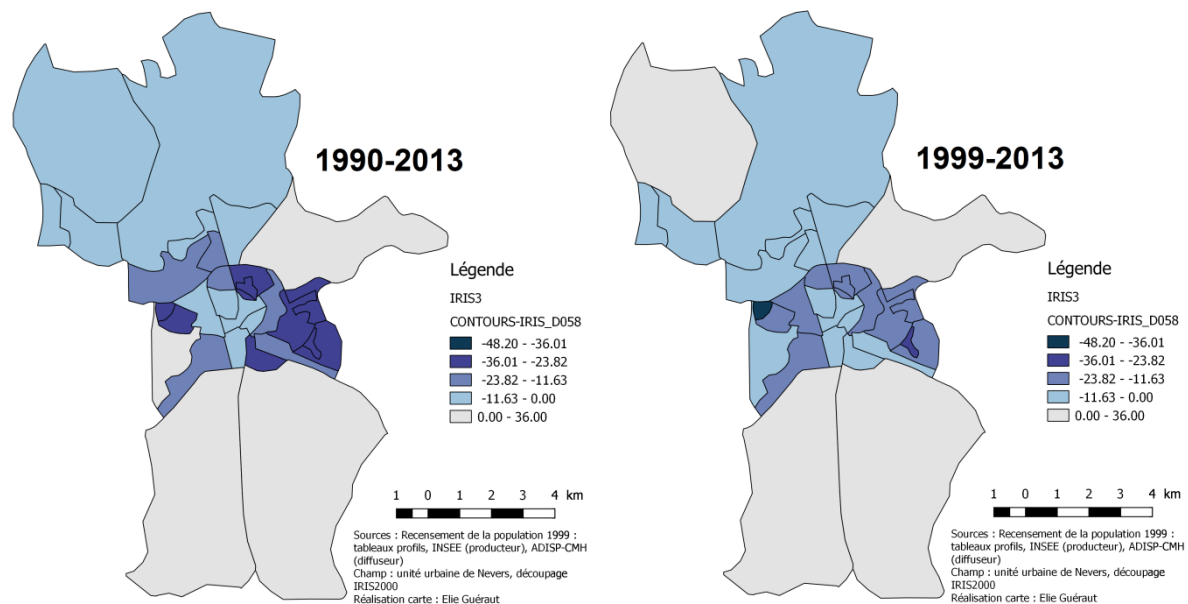 1990-2013
Légende
IRIS3
CONTOURS-IRIS_D058
-48.20 - -36.01
-36.01 - -23.82
-23.82 - -11.63
-11.63 - 0.00
0.00 - 36.00
1 0 1 2 3 4 km
Sources : Recensement de la population 1999 :
tableaux profils, INSEE (producteur), ADISP-CMH
(diffuseur)
Champ : unité urbaine de Nevers, découpage
IRIS2000
Réalisation carte : Elie Guéraut
1999-2013
Légende
IRIS3
CONTOURS-IRIS_D058
-48.20 - -36.01
-36.01 - -23.82
-23.82 - -11.63
-11.63 - 0.00
0.00 - 36.00
1 0 1 2 3 4 km
Sources : Recensement de la population 1999 :
tableaux profils, INSEE (producteur), ADISP-CMH
(diffuseur)
Champ : unité urbaine de Nevers, découpage
IRIS2000
Réalisation carte : Elie Guéraut